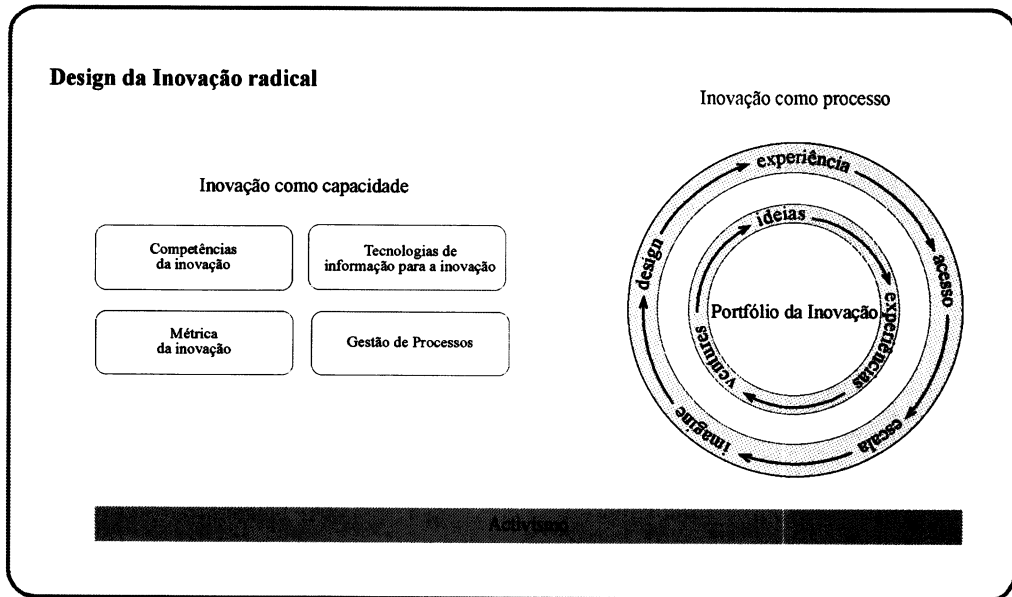 Design da Inovação radical
Inovação como capacidade
Competências
da inovação
Tecnologias de
informação para a inovação
Métrica
da inovação
Gestão de Processos
Inovação como processo
experiência
acesso
escala
imagine
design
ideias
experiências
ventures
Portfólio da Inovação
Activismo